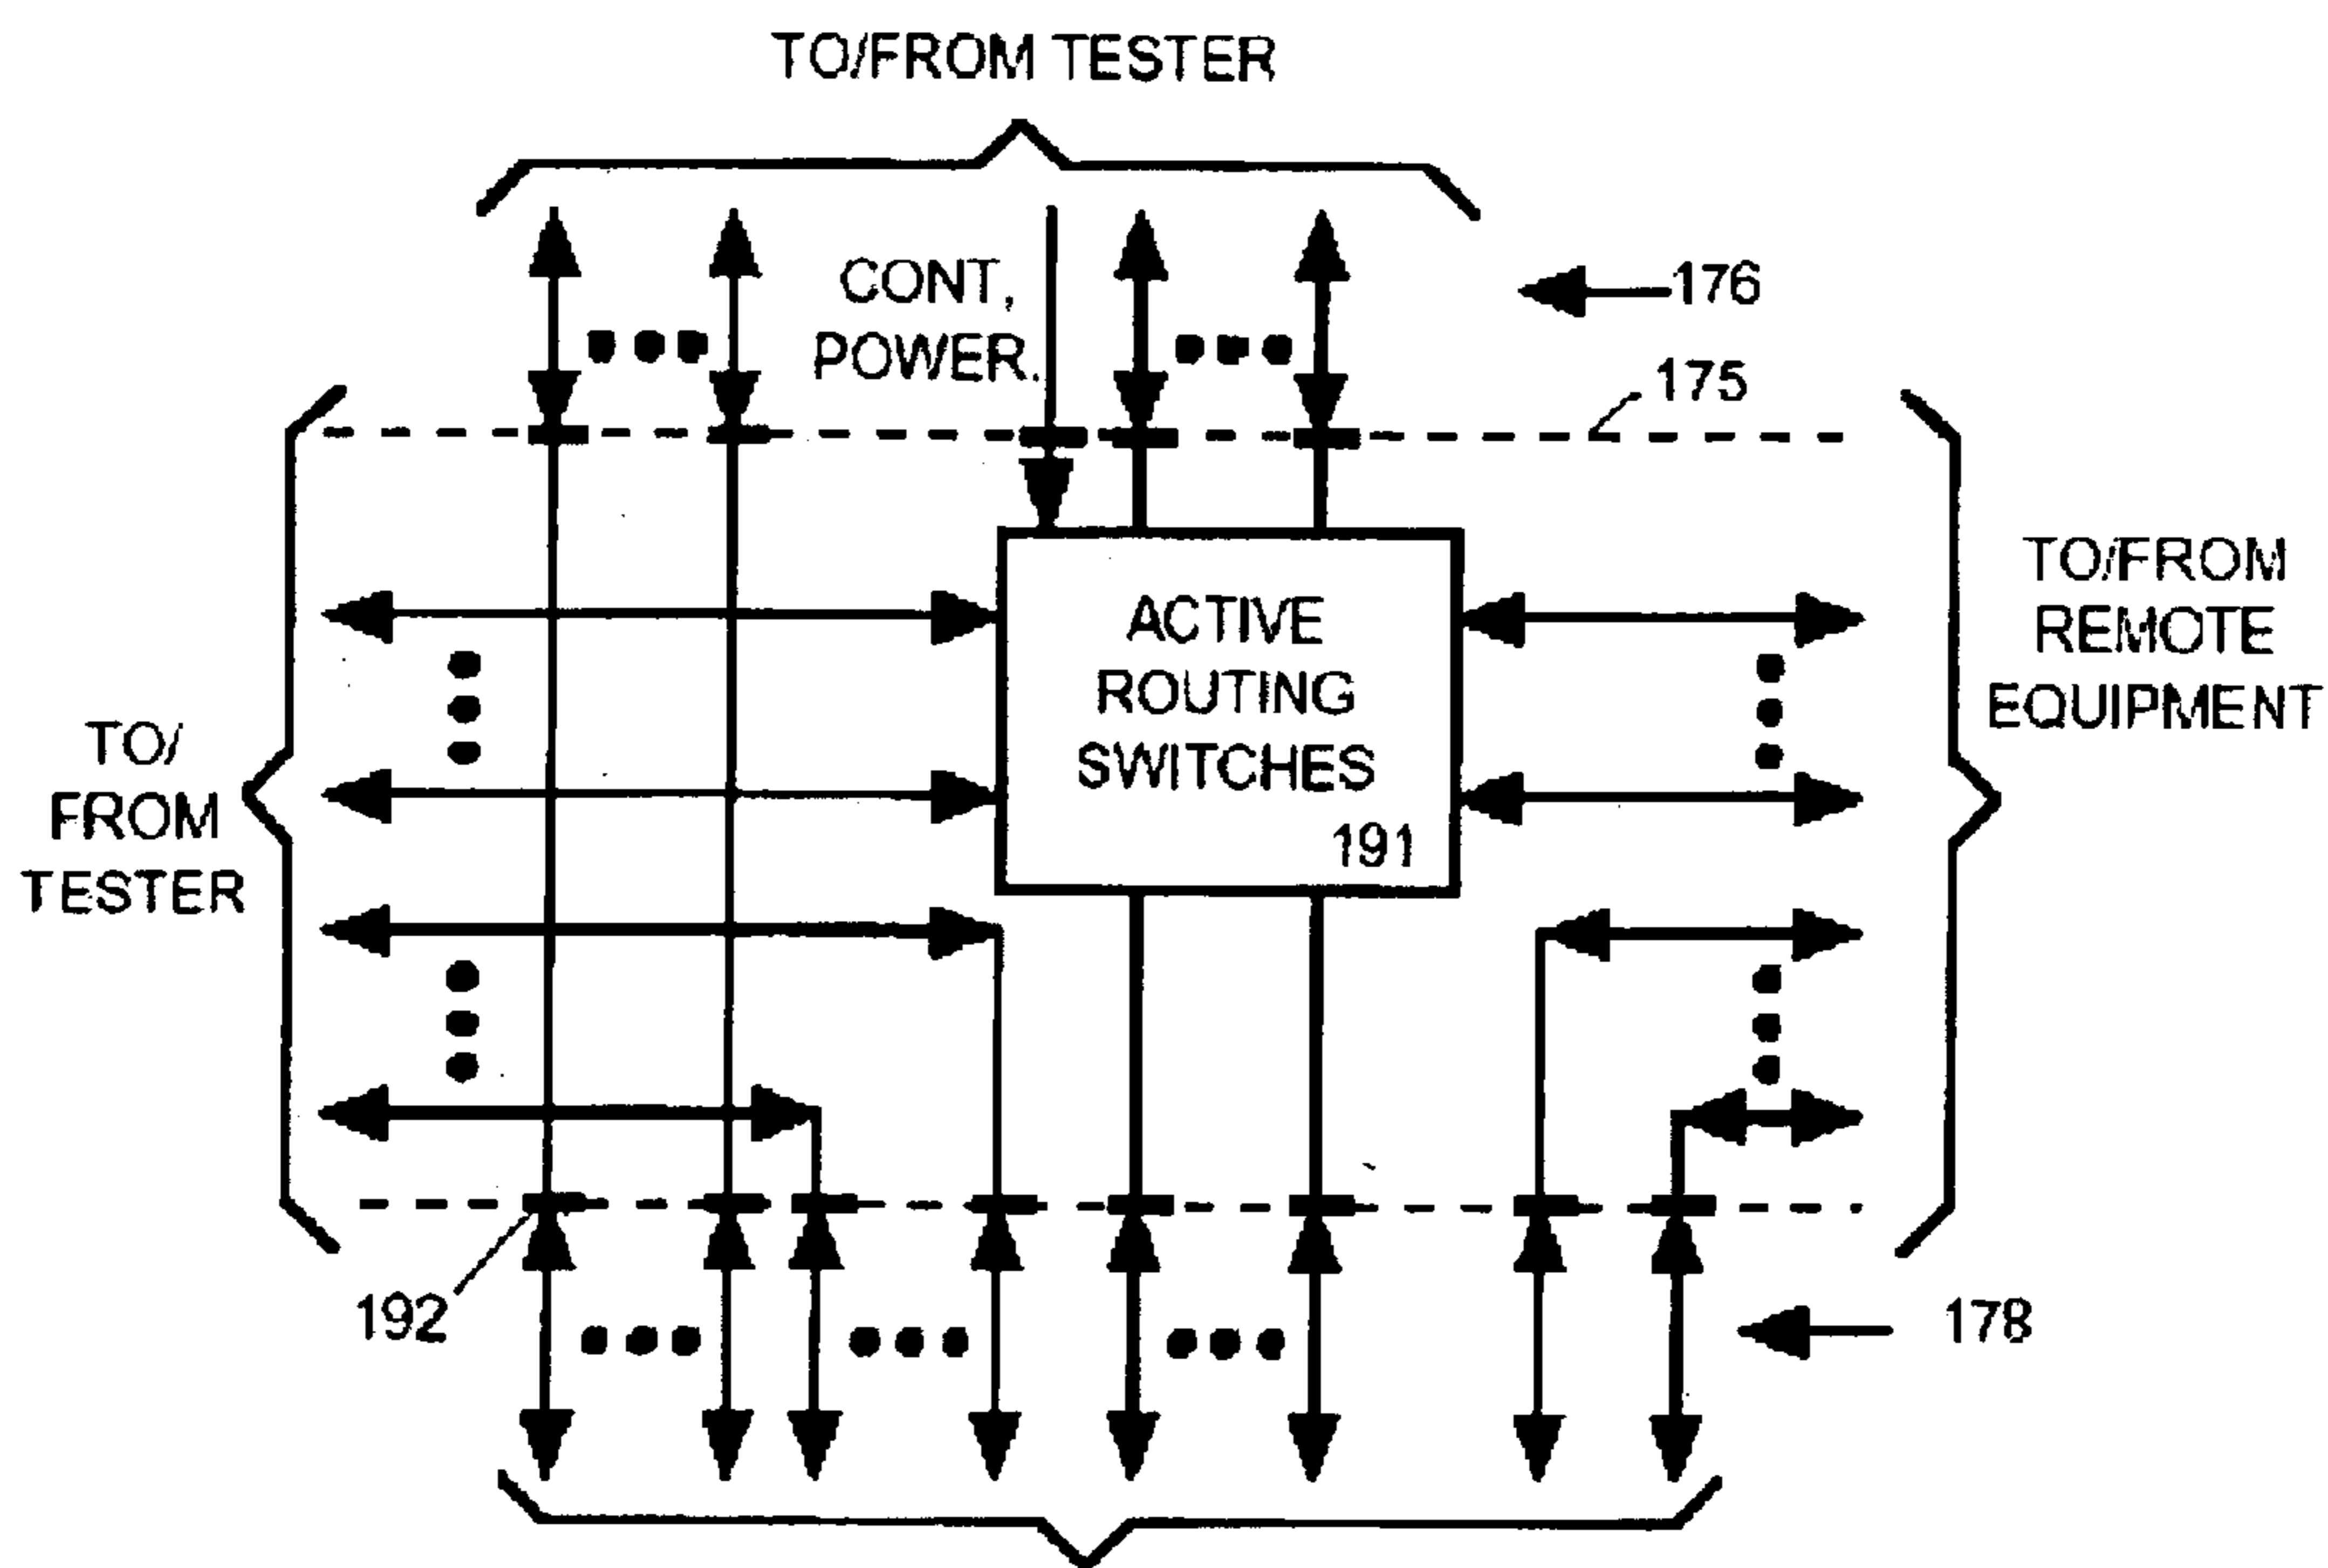 TO/FROM TESTER
CONT,
POWER.
176
175
TO/FROM
REMOTE
EQUIPMENT
ACTIVE
ROUTING
SWITCHES
191
TO/
FROM
TESTER
192
178